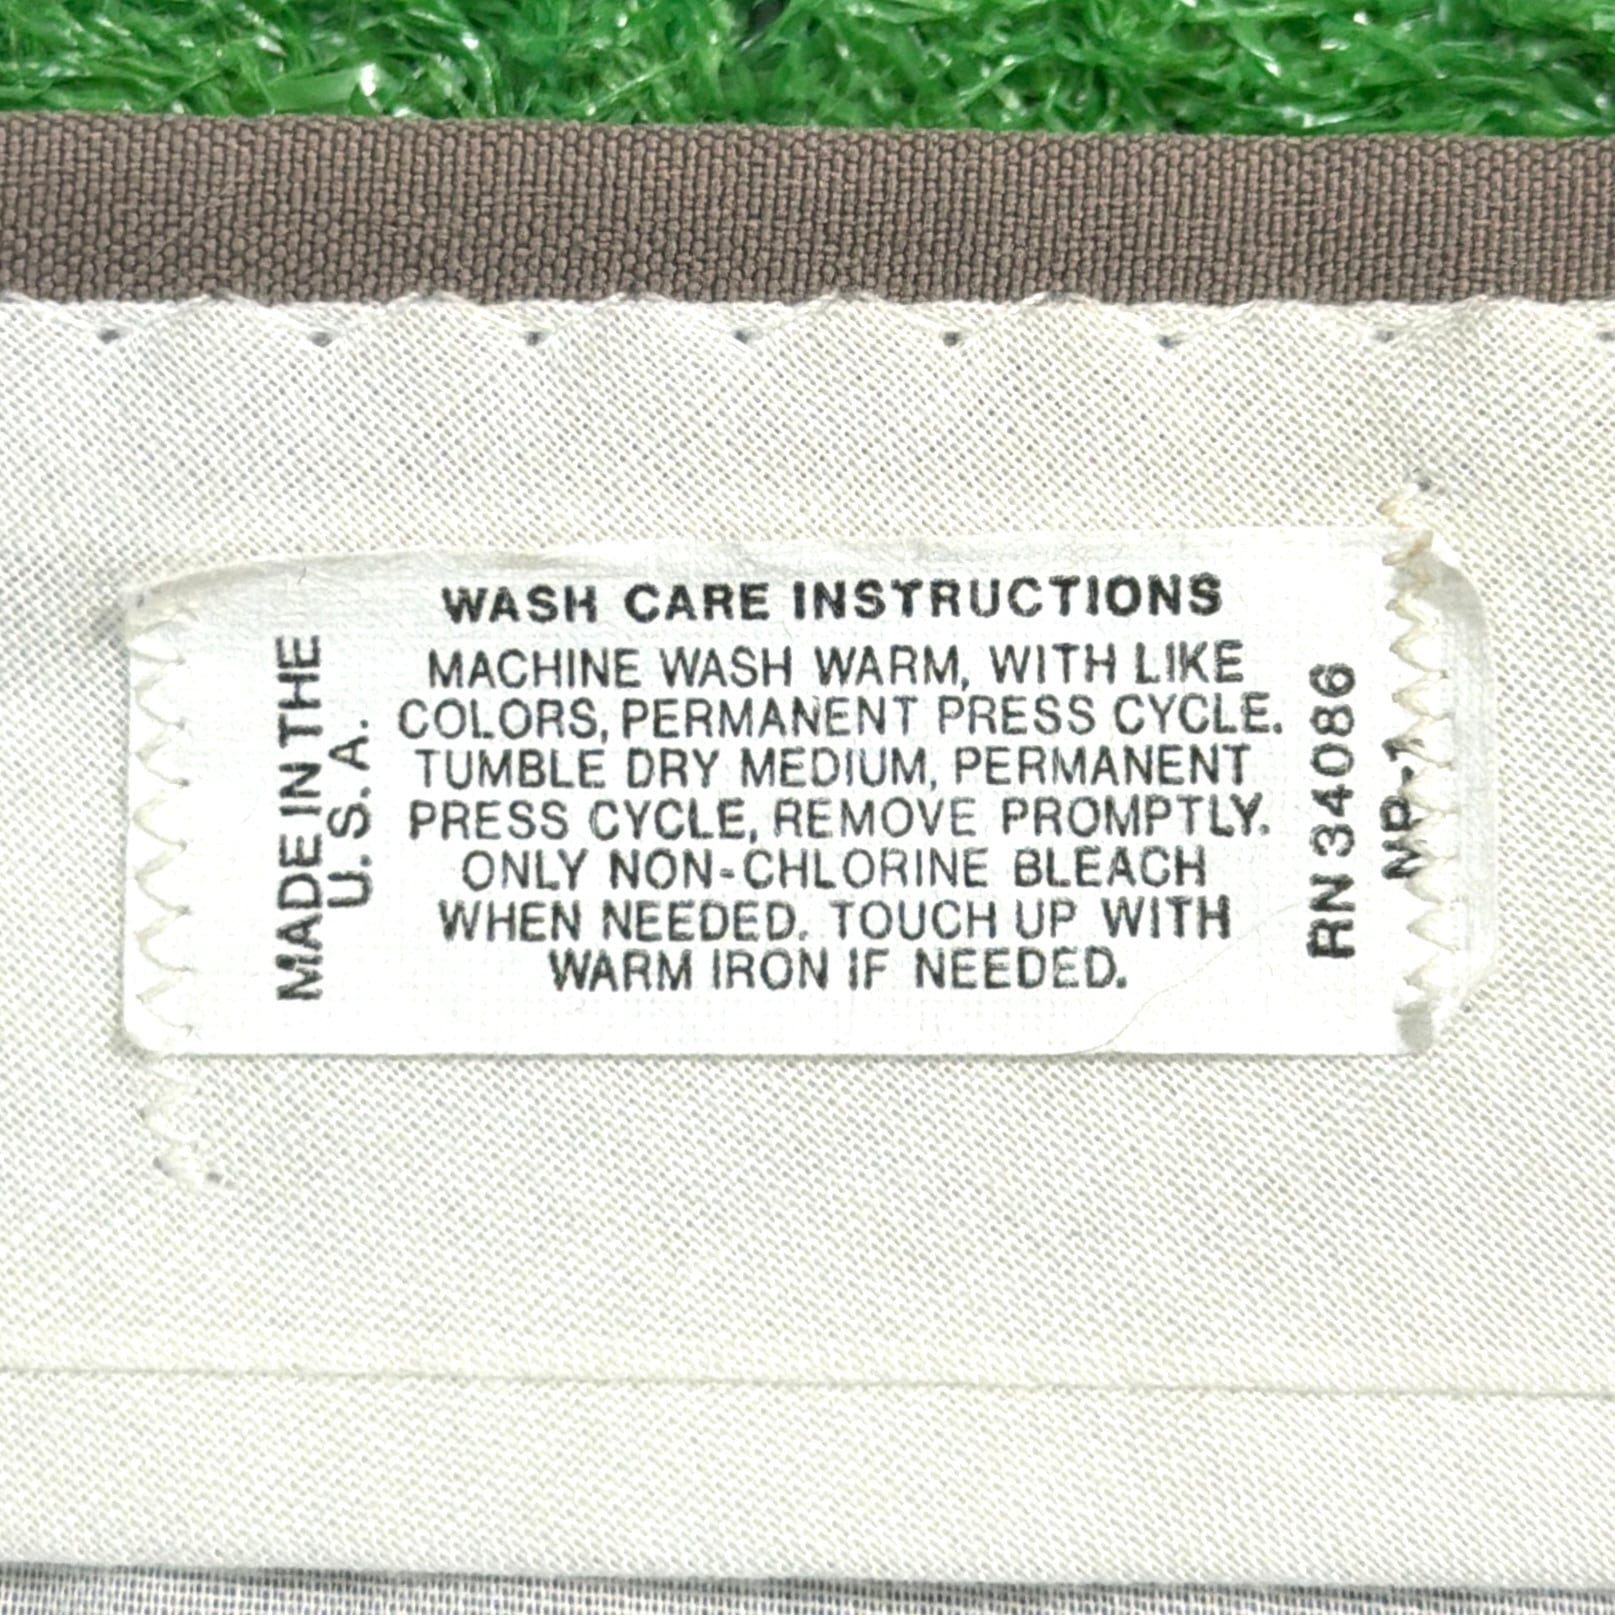 WASH CARE INSTRUCTIONS
MACHINE WASH WARM, WITH LIKE
COLORS, PERMANENT PRESS CYCLE.
TUMBLE DRY MEDIUM, PERMANENT
PRESS CYCLE, REMOVE PROMPTLY.
ONLY NON-CHLORINE BLEACH
WHEN NEEDED. TOUCH UP WITH
WARM IRON IF NEEDED.
MADE IN THE
U.S.A.
RN 34086
MP-1